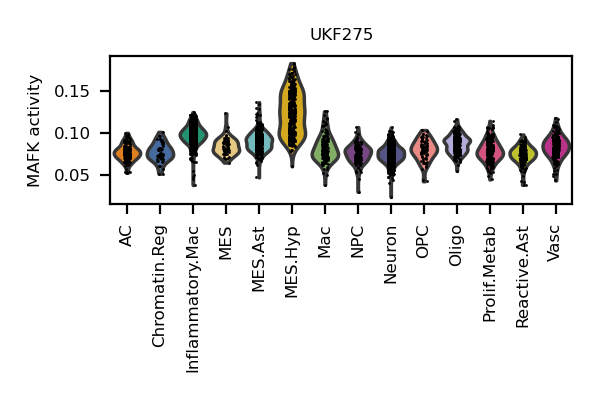 UKF275
MAFK activity
0.15
0.10
0.05
AC
Chromatin.Reg
Inflammatory.Mac
MES
MES.Ast
MES.Hyp
Mac
NPC
Neuron
OPC
Oligo
Prolif.Metab
Reactive.Ast
Vasc